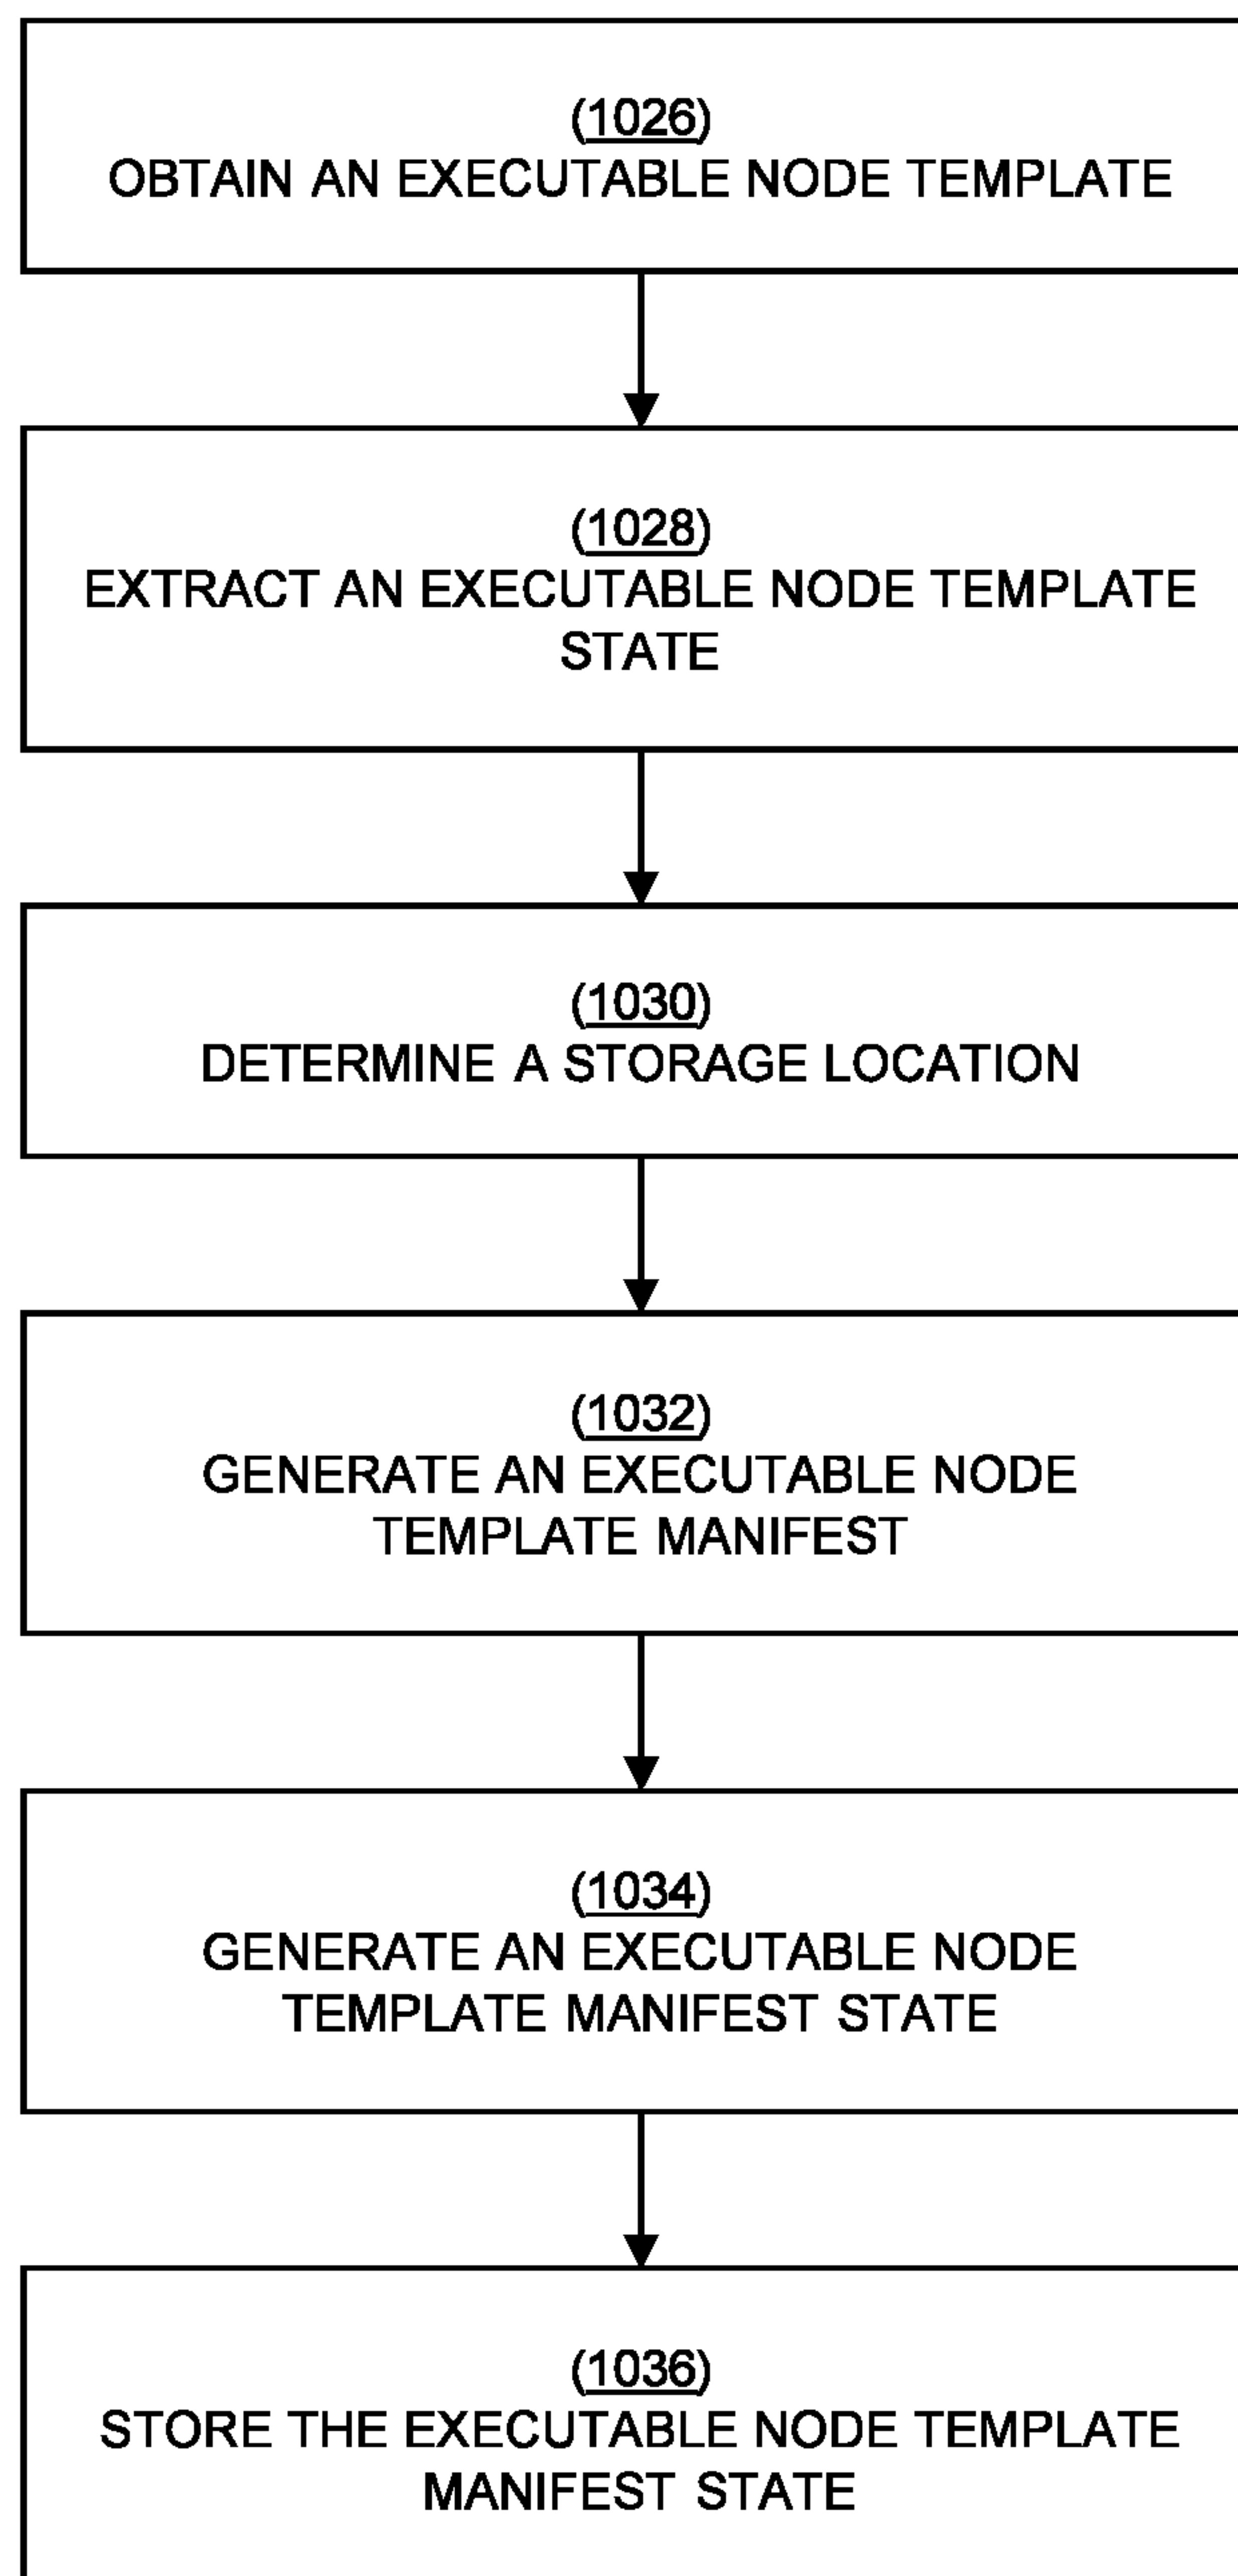 (1026)
OBTAIN AN EXECUTABLE NODE TEMPLATE
(1028)
EXTRACT AN EXECUTABLE NODE TEMPLATE
STATE
(1030)
DETERMINE A STORAGE LOCATION
(1032)
GENERATE AN EXECUTABLE NODE
TEMPLATE MANIFEST
(1034)
GENERATE AN EXECUTABLE NODE
TEMPLATE MANIFEST STATE
(1036)
STORE THE EXECUTABLE NODE TEMPLATE
MANIFEST STATE